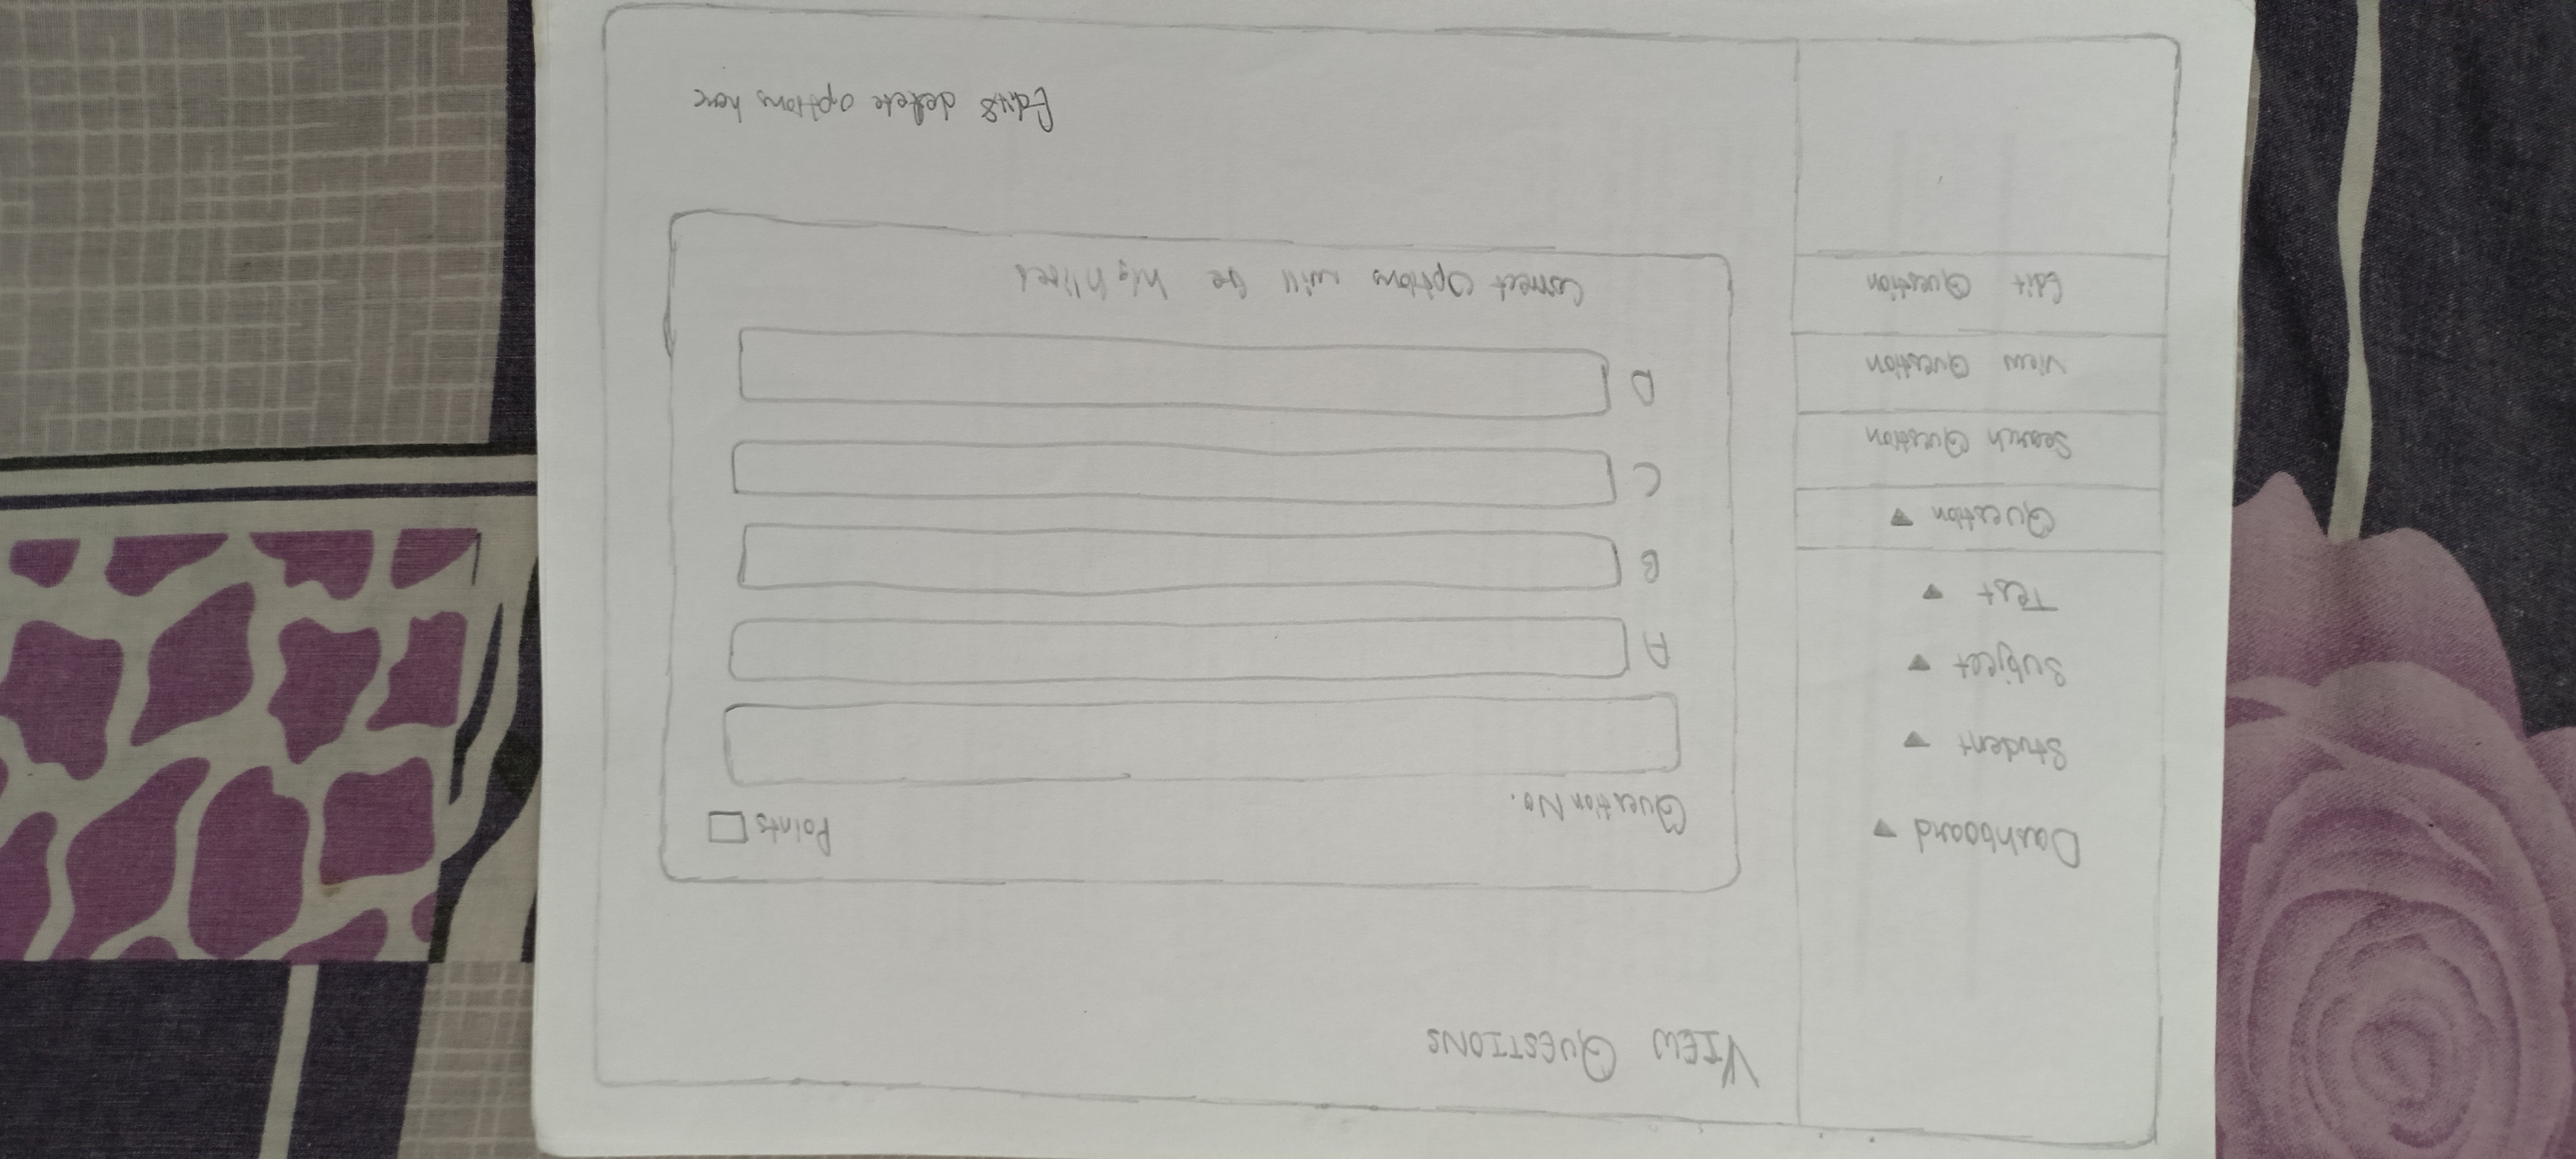 VIEW QUESTIONS
Dashboard
Student
Subject
Test
Question
Search Question
View Question
Edit Question
Question No.
Points
A
B
C
D
Correct Options will be highlited
Edit & delete options here